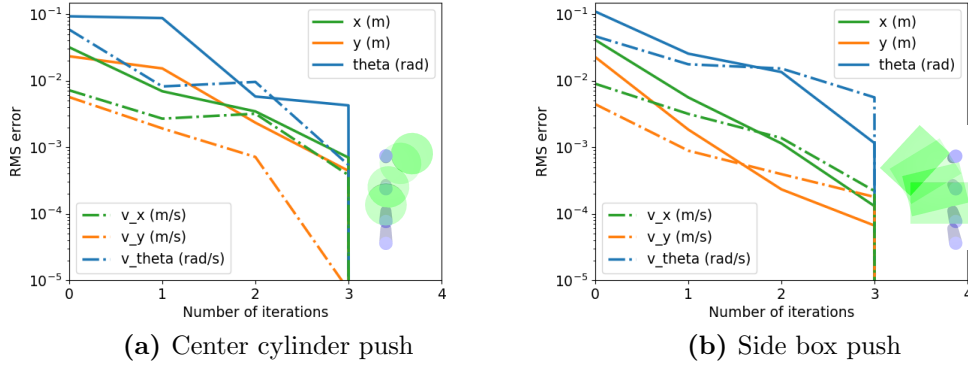 10⁻¹
10⁻²
10⁻³
10⁻⁴
10⁻⁵
RMS error
x (m)
y (m)
theta (rad)
v_x (m/s)
v_y (m/s)
v_theta (rad/s)
0 1 2 3 4
Number of iterations
(a) Center cylinder push
10⁻¹
10⁻²
10⁻³
10⁻⁴
10⁻⁵
RMS error
x (m)
y (m)
theta (rad)
v_x (m/s)
v_y (m/s)
v_theta (rad/s)
0 1 2 3 4
Number of iterations
(b) Side box push